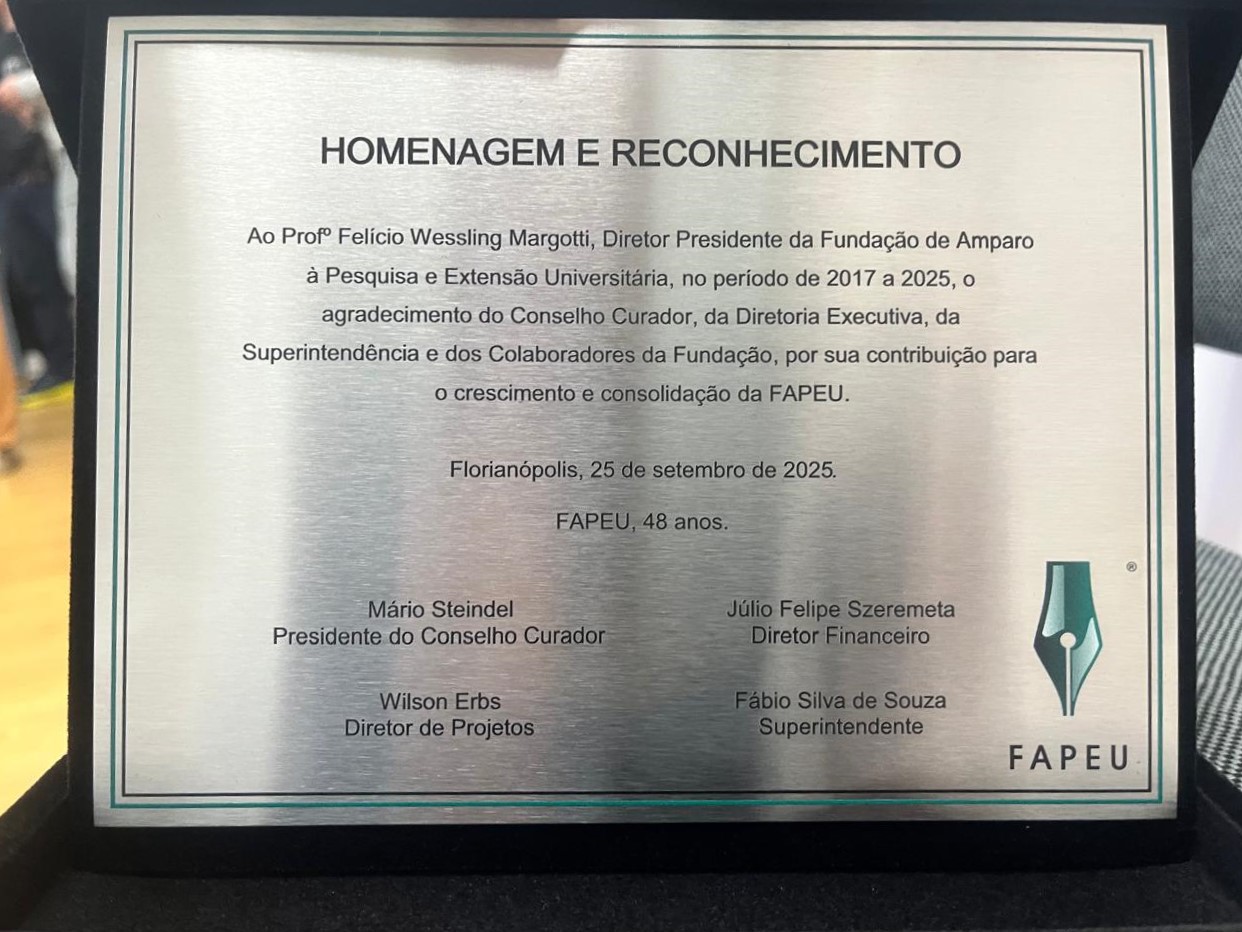 HOMENAGEM E RECONHECIMENTO
Ao Profº Felício Wessling Margotti, Diretor Presidente da Fundação de Amparo
à Pesquisa e Extensão Universitária, no período de 2017 a 2025, o
agradecimento do Conselho Curador, da Diretoria Executiva, da
Superintendência e dos Colaboradores da Fundação, por sua contribuição para
o crescimento e consolidação da FAPEU.
Florianópolis, 25 de setembro de 2025.
FAPEU, 48 anos.
Mário Steindel
Presidente do Conselho Curador
Júlio Felipe Szeremeta
Diretor Financeiro
Wilson Erbs
Diretor de Projetos
Fábio Silva de Souza
Superintendente
®
FAPEU